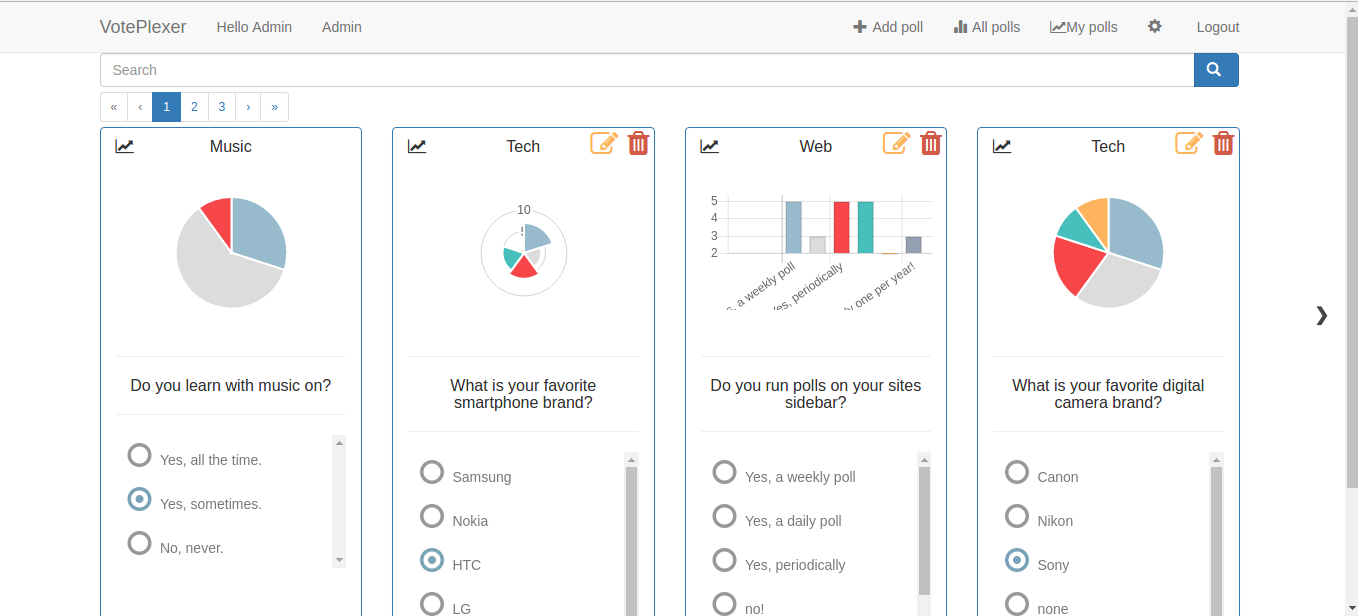 VotePlexer Hello Admin Admin Add poll All polls My polls Logout
Search
« ‹ 1 2 3 › »
Music
Do you learn with music on?
Yes, all the time.
Yes, sometimes.
No, never.
Tech
10
What is your favorite
smartphone brand?
Samsung
Nokia
HTC
LG
Web
5
4
3
2
a weekly poll
periodically
one per year!
Do you run polls on your sites
sidebar?
Yes, a weekly poll
Yes, a daily poll
Yes, periodically
no!
Tech
What is your favorite digital
camera brand?
Canon
Nikon
Sony
none